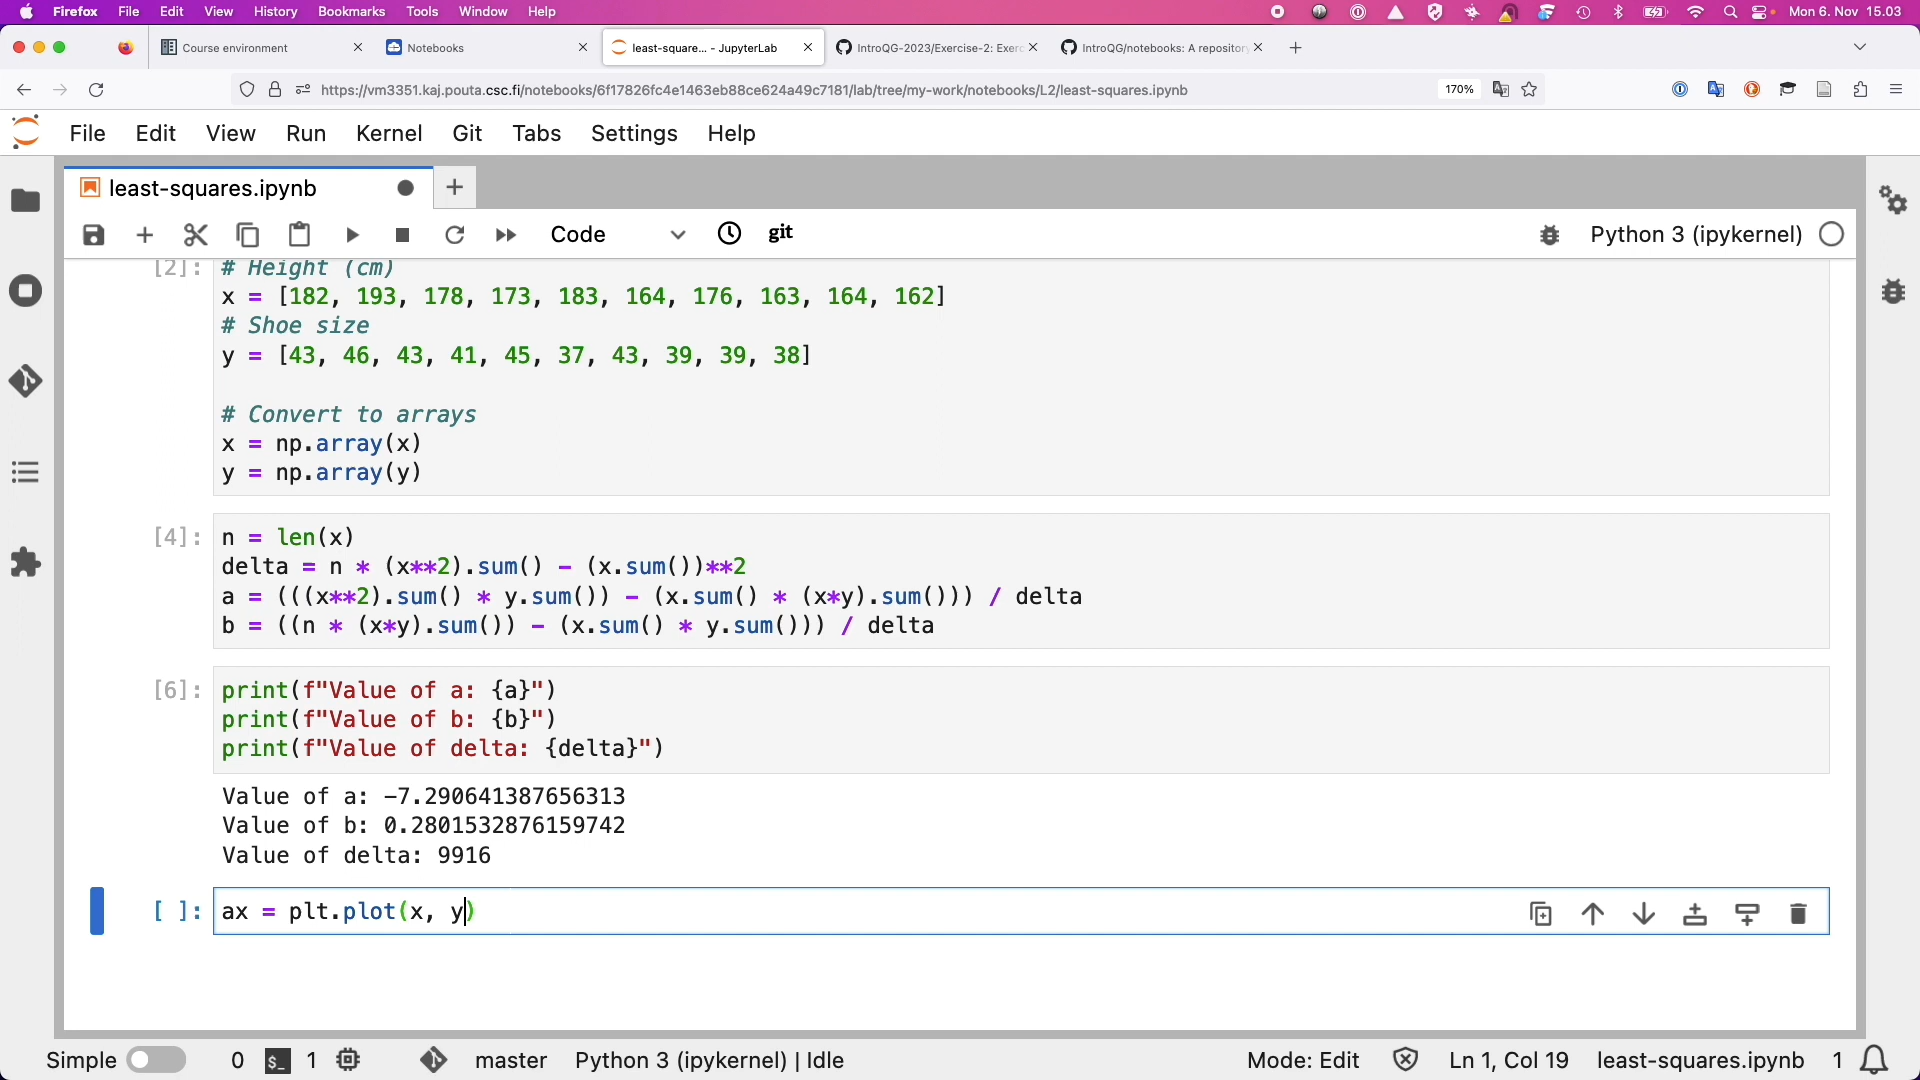 Firefox File Edit View History Bookmarks Tools Window Help Mon 6. Nov 15.03
Course environment Notebooks least-square... - JupyterLab IntroQG-2023/Exercise-2: Exerc IntroQG/notebooks: A repository
https://vm3351.kaj.pouta.csc.fi/notebooks/6f17826fc4e1463eb88ce624a49c7181/lab/tree/my-work/notebooks/L2/least-squares.ipynb 170%
File Edit View Run Kernel Git Tabs Settings Help
least-squares.ipynb
Code git Python 3 (ipykernel)
[2]: # Height (cm)
x = [182, 193, 178, 173, 183, 164, 176, 163, 164, 162]
# Shoe size
y = [43, 46, 43, 41, 45, 37, 43, 39, 39, 38]
# Convert to arrays
x = np.array(x)
y = np.array(y)
[4]: n = len(x)
delta = n * (x**2).sum() - (x.sum())**2
a = (((x**2).sum() * y.sum()) - (x.sum() * (x*y).sum())) / delta
b = ((n * (x*y).sum()) - (x.sum() * y.sum())) / delta
[6]: print(f"Value of a: {a}")
print(f"Value of b: {b}")
print(f"Value of delta: {delta}")
Value of a: -7.290641387656313
Value of b: 0.2801532876159742
Value of delta: 9916
[ ]: ax = plt.plot(x, y)
Simple 0 $_ 1 master Python 3 (ipykernel) | Idle Mode: Edit Ln 1, Col 19 least-squares.ipynb 1